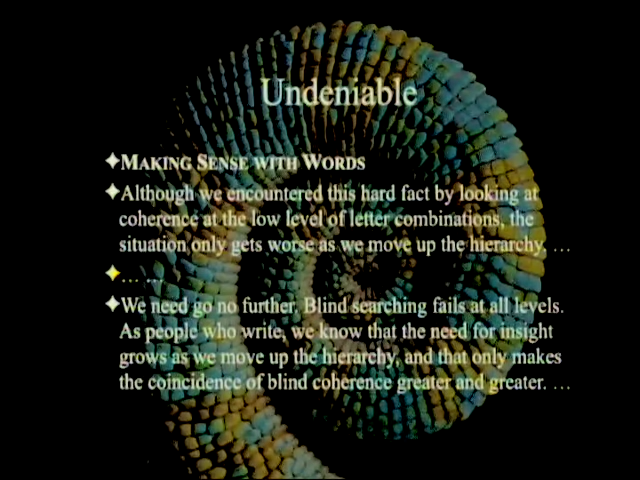 Undeniable
MAKING SENSE WITH WORDS
Although we encountered this hard fact by looking at
coherence at the low level of letter combinations, the
situation only gets worse as we move up the hierarchy. …
… …
We need go no further. Blind searching fails at all levels.
As people who write, we know that the need for insight
grows as we move up the hierarchy, and that only makes
the coincidence of blind coherence greater and greater. …